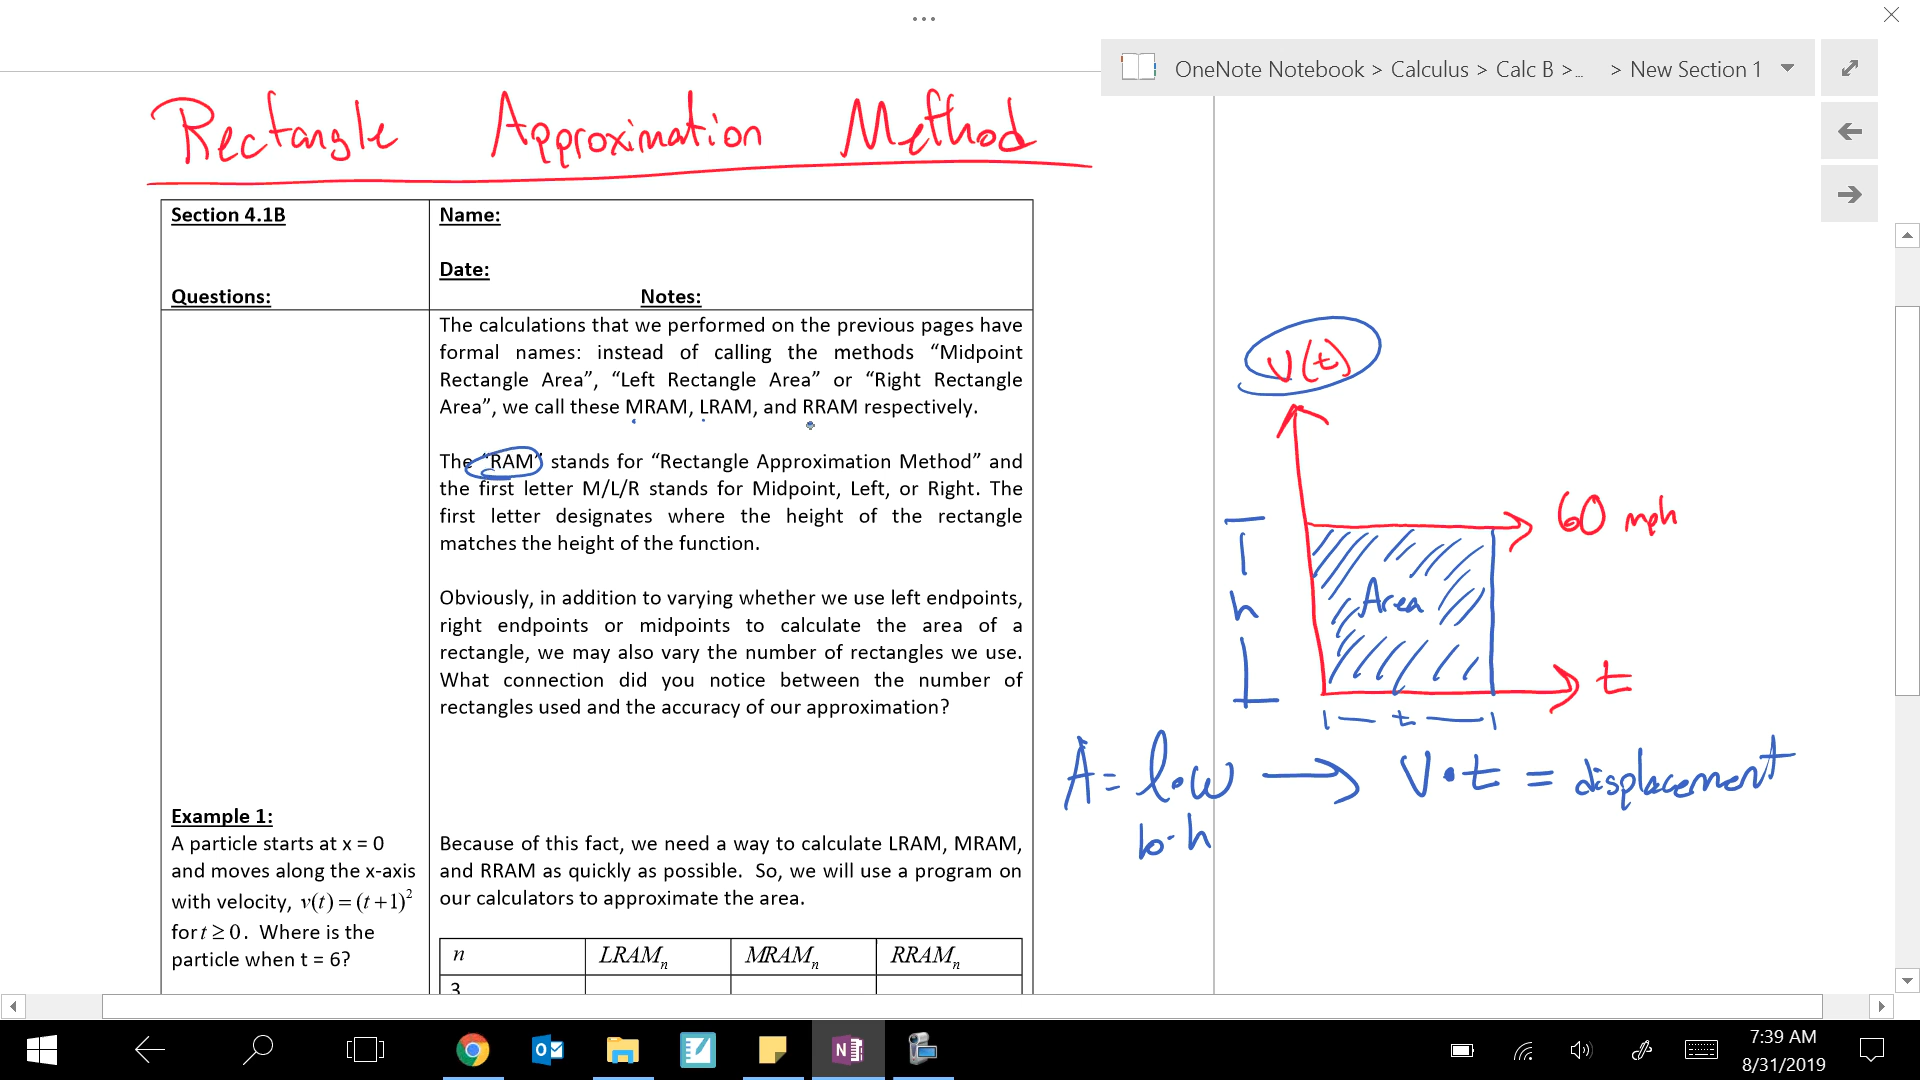 OneNote Notebook > Calculus > Calc B >... > New Section 1
Rectangle Approximation Method
Section 4.1B
Name:
Date:
Questions:
Notes:
The calculations that we performed on the previous pages have
formal names: instead of calling the methods “Midpoint
Rectangle Area”, “Left Rectangle Area” or “Right Rectangle
Area”, we call these MRAM, LRAM, and RRAM respectively.
The “RAM” stands for “Rectangle Approximation Method” and
the first letter M/L/R stands for Midpoint, Left, or Right. The
first letter designates where the height of the rectangle
matches the height of the function.
Obviously, in addition to varying whether we use left endpoints,
right endpoints or midpoints to calculate the area of a
rectangle, we may also vary the number of rectangles we use.
What connection did you notice between the number of
rectangles used and the accuracy of our approximation?
Example 1:
A particle starts at x = 0
and moves along the x-axis
with velocity, v(t) = (t+1)²
for t ≥ 0. Where is the
particle when t = 6?
Because of this fact, we need a way to calculate LRAM, MRAM,
and RRAM as quickly as possible. So, we will use a program on
our calculators to approximate the area.
n LRAMₙ MRAMₙ RRAMₙ
3
v(t)
60 mph
h
Area
t
t
A = l·w → V·t = displacement
b·h
7:39 AM
8/31/2019